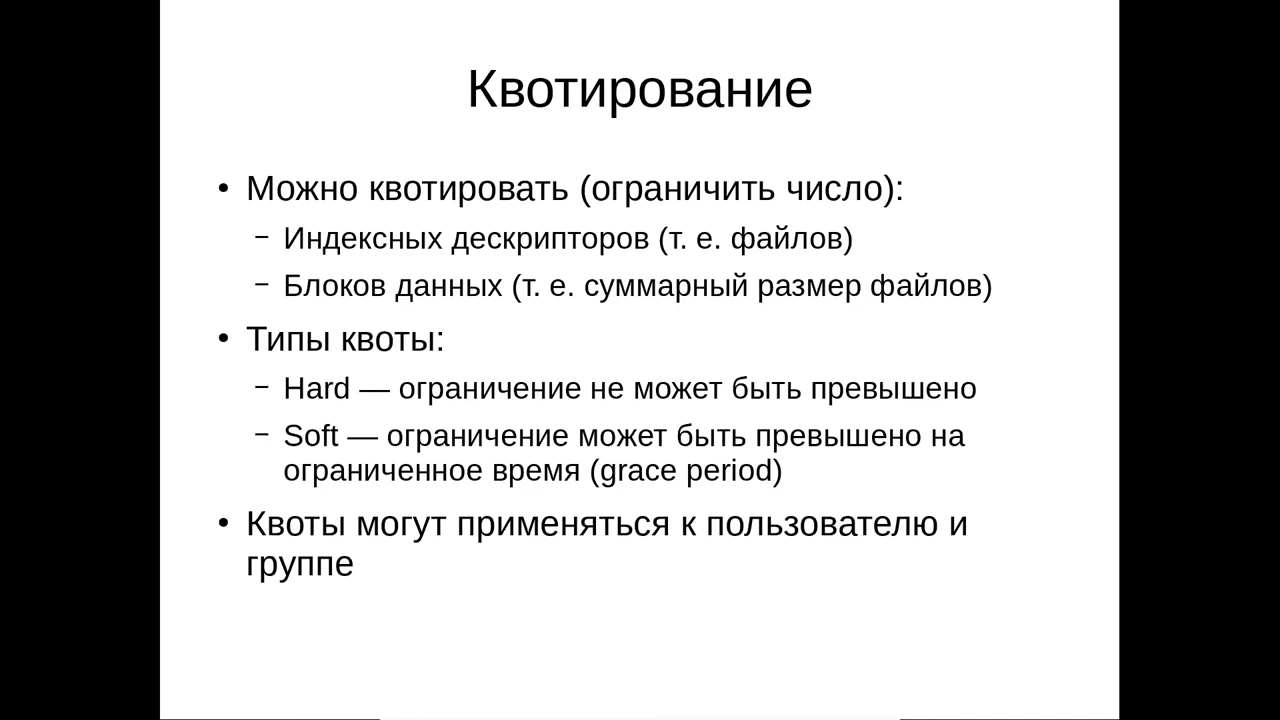 Квотирование
• Можно квотировать (ограничить число):
– Индексных дескрипторов (т. е. файлов)
– Блоков данных (т. е. суммарный размер файлов)
• Типы квоты:
– Hard — ограничение не может быть превышено
– Soft — ограничение может быть превышено на
ограниченное время (grace period)
• Квоты могут применяться к пользователю и
группе